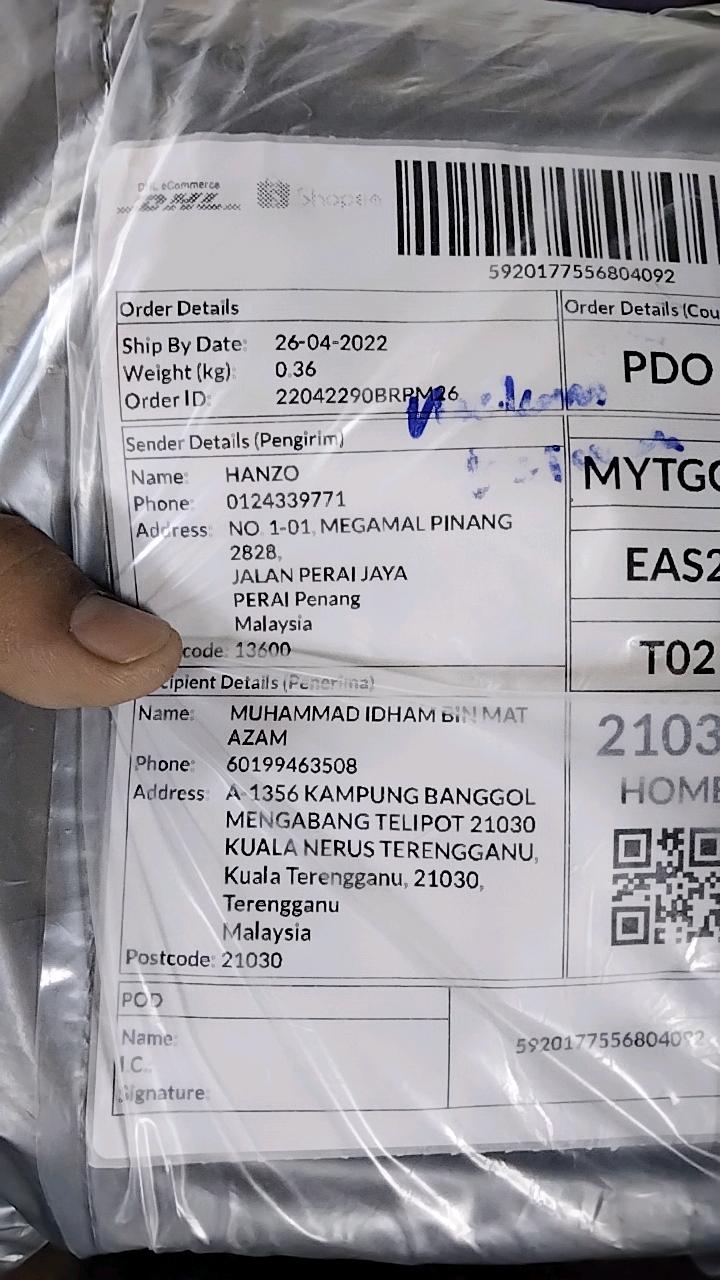 DHL eCommerce
DHL
Shopee
5920177556804092
Order Details
Order Details (Cou
Ship By Date: 26-04-2022
Weight (kg): 0.36
Order ID: 22042290BRPM26
PDO
Sender Details (Pengirim)
Name: HANZO
Phone: 0124339771
Address: NO. 1-01, MEGAMAL PINANG
2828,
JALAN PERAI JAYA
PERAI Penang
Malaysia
code: 13600
MYTGG
EAS2
T02
cipient Details (Penerima)
Name: MUHAMMAD IDHAM BIN MAT
AZAM
Phone: 60199463508
Address: A-1356 KAMPUNG BANGGOL
MENGABANG TELIPOT 21030
KUALA NERUS TERENGGANU,
Kuala Terengganu, 21030,
Terengganu
Malaysia
Postcode: 21030
2103
HOME
POD
Name:
I.C.:
Signature:
5920177556804092